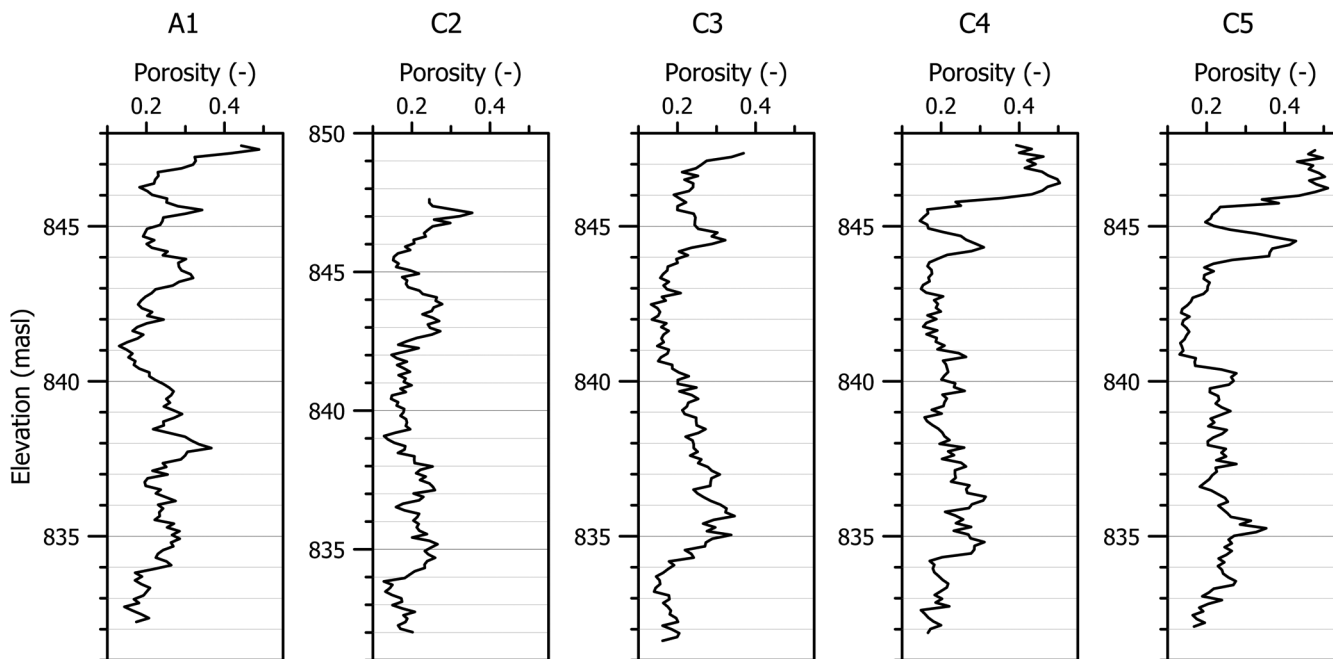 A1 C2 C3 C4 C5
Porosity (-) Porosity (-) Porosity (-) Porosity (-) Porosity (-)
0.2 0.4 0.2 0.4 0.2 0.4 0.2 0.4 0.2 0.4
850
845 845 845 845
845
840 840 840 840
840
835 835 835 835
835
Elevation (masl)